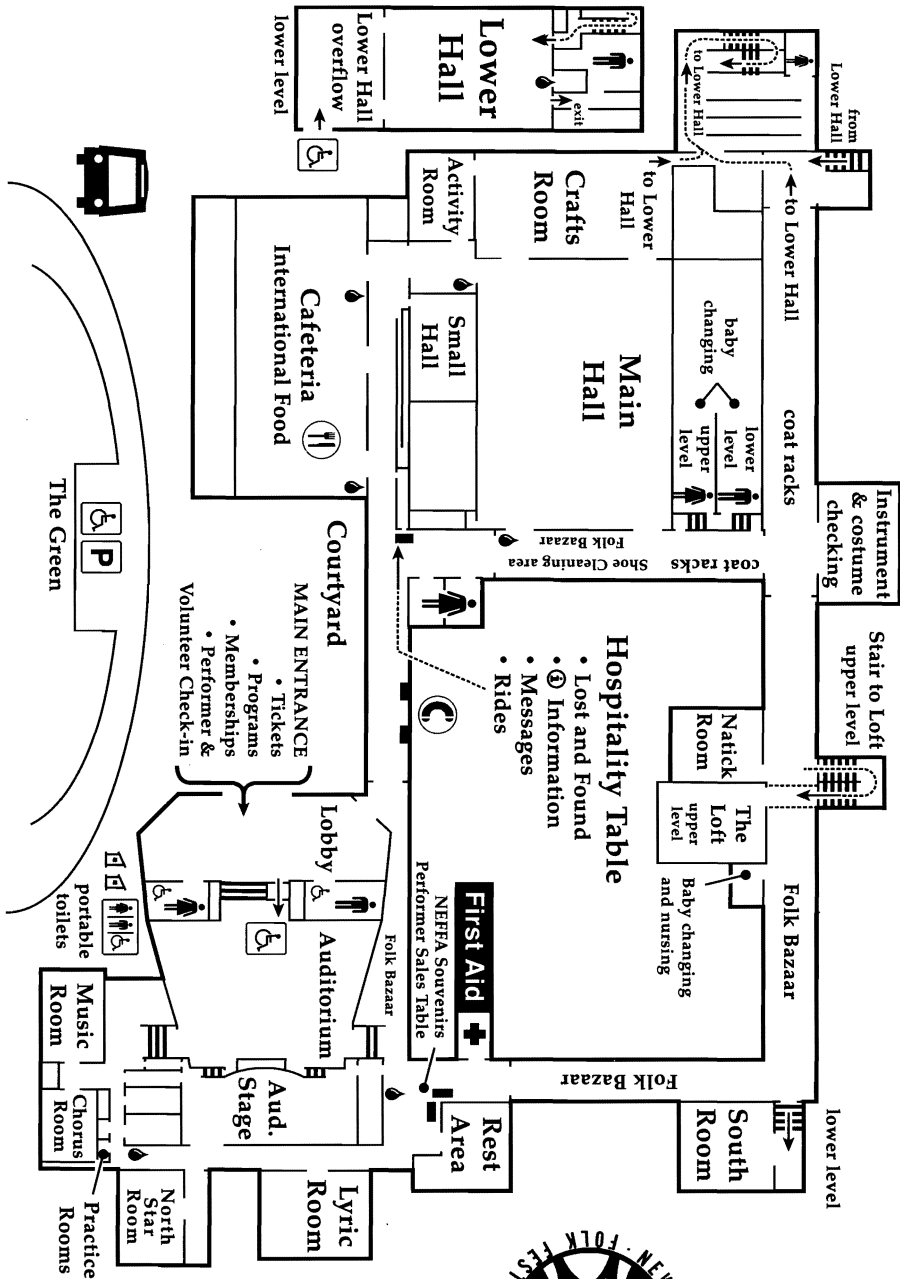 Lower
Hall
Lower Hall
overflow
lower level
exit
to Lower Hall
from
Lower Hall
to Lower Hall
to Lower
Hall
Crafts
Room
Activity
Room
Main
Hall
Small
Hall
baby
changing
lower
level
upper
level
coat racks
Instrument
& costume
checking
Cafeteria
International Food
Folk Bazaar
Shoe Cleaning area
coat racks
Courtyard
The Green
P
MAIN ENTRANCE
• Tickets
• Programs
• Memberships
• Performer &
Volunteer Check-in
Hospitality Table
• Lost and Found
• i Information
• Messages
• Rides
Stair to Loft
upper level
Natick
Room
The
Loft
upper
level
Baby changing
and nursing
Folk Bazaar
Lobby
Auditorium
Folk Bazaar
First Aid
NEFFA Souvenirs
Performer Sales Table
portable
toilets
Music
Room
Chorus
Room
Practice
Rooms
Aud.
Stage
North
Star
Room
Lyric
Room
Rest
Area
Folk Bazaar
South
Room
lower level
NEW
FOLK FEST